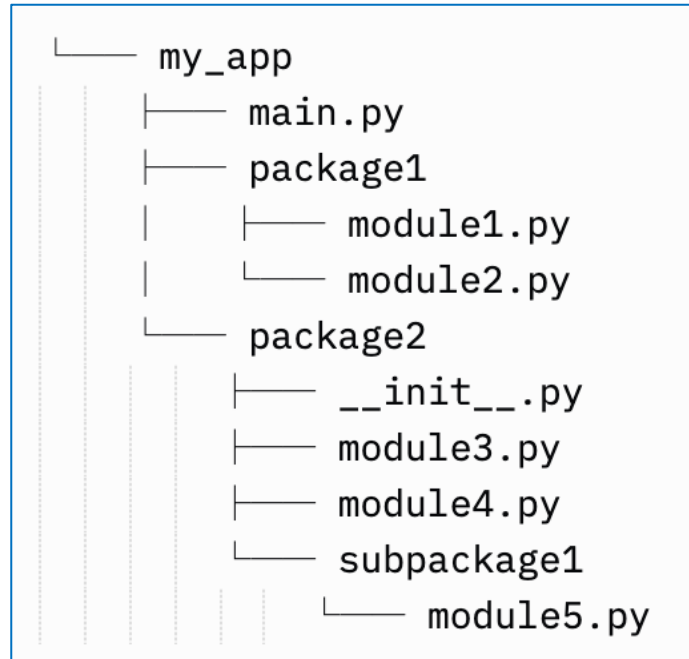 └──── my_app
├──── main.py
├──── package1
│ ├──── module1.py
│ └──── module2.py
└──── package2
├──── __init__.py
├──── module3.py
├──── module4.py
└──── subpackage1
└──── module5.py